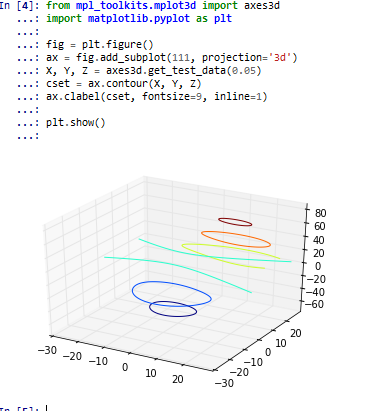 In [4]: from mpl_toolkits.mplot3d import axes3d
   ...: import matplotlib.pyplot as plt
   ...:
   ...: fig = plt.figure()
   ...: ax = fig.add_subplot(111, projection='3d')
   ...: X, Y, Z = axes3d.get_test_data(0.05)
   ...: cset = ax.contour(X, Y, Z)
   ...: ax.clabel(cset, fontsize=9, inline=1)
   ...:
   ...: plt.show()
   ...:
80
60
40
20
0
−20
−40
−60
−30 −20 −10 0 10 20
−30 −20 −10 0 10 20
In [5]: